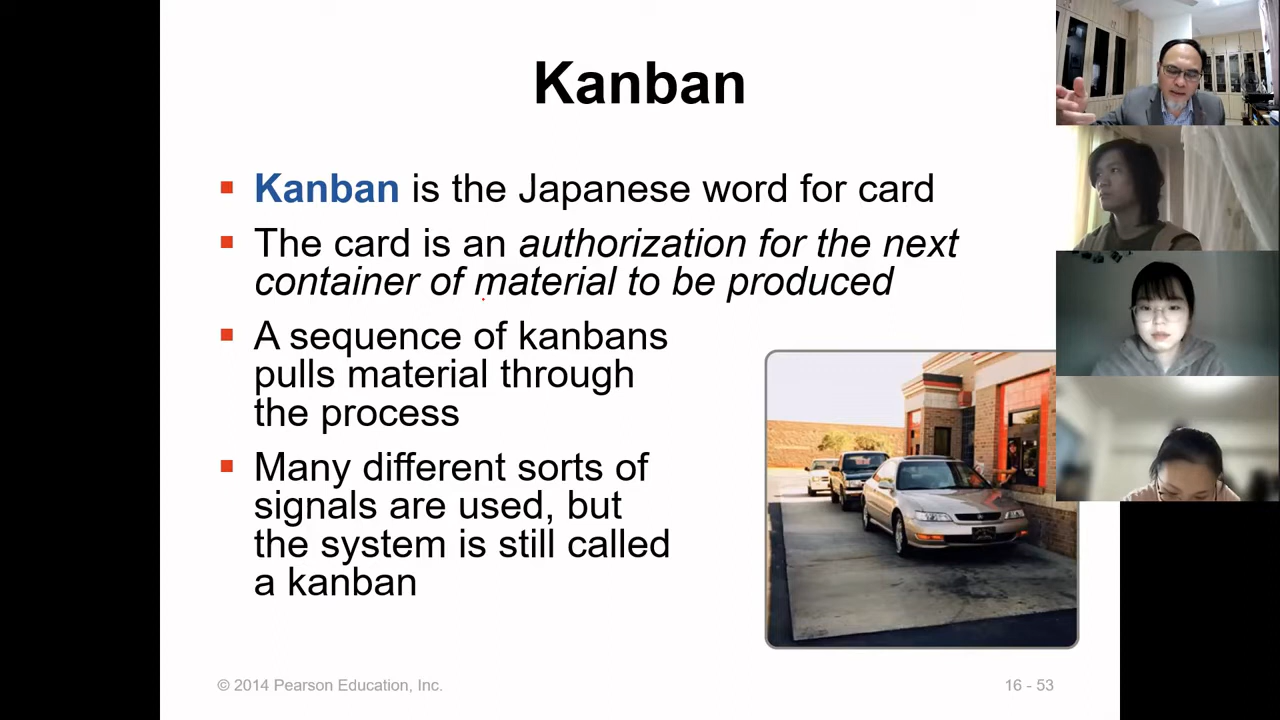 Kanban
Kanban is the Japanese word for card
The card is an authorization for the next
container of material to be produced
A sequence of kanbans
pulls material through
the process
Many different sorts of
signals are used, but
the system is still called
a kanban
© 2014 Pearson Education, Inc.
16 - 53